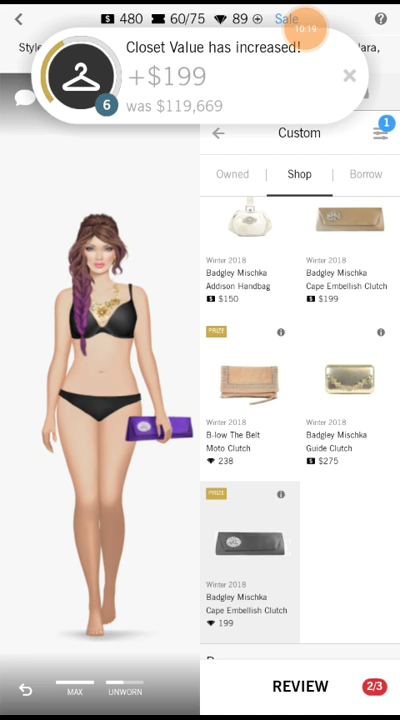 480 60/75 89 Sale
10:19
Style
lara,
Closet Value has increased!
+$199
was $119,669
6
1
Custom
Owned Shop Borrow
Winter 2018
Badgley Mischka
Addison Handbag
$150
Winter 2018
Badgley Mischka
Cape Embellish Clutch
$199
PRIZE
Winter 2018
B-low The Belt
Moto Clutch
238
Winter 2018
Badgley Mischka
Guide Clutch
$275
PRIZE
Winter 2018
Badgley Mischka
Cape Embellish Clutch
199
MAX
UNWORN
REVIEW 2/3